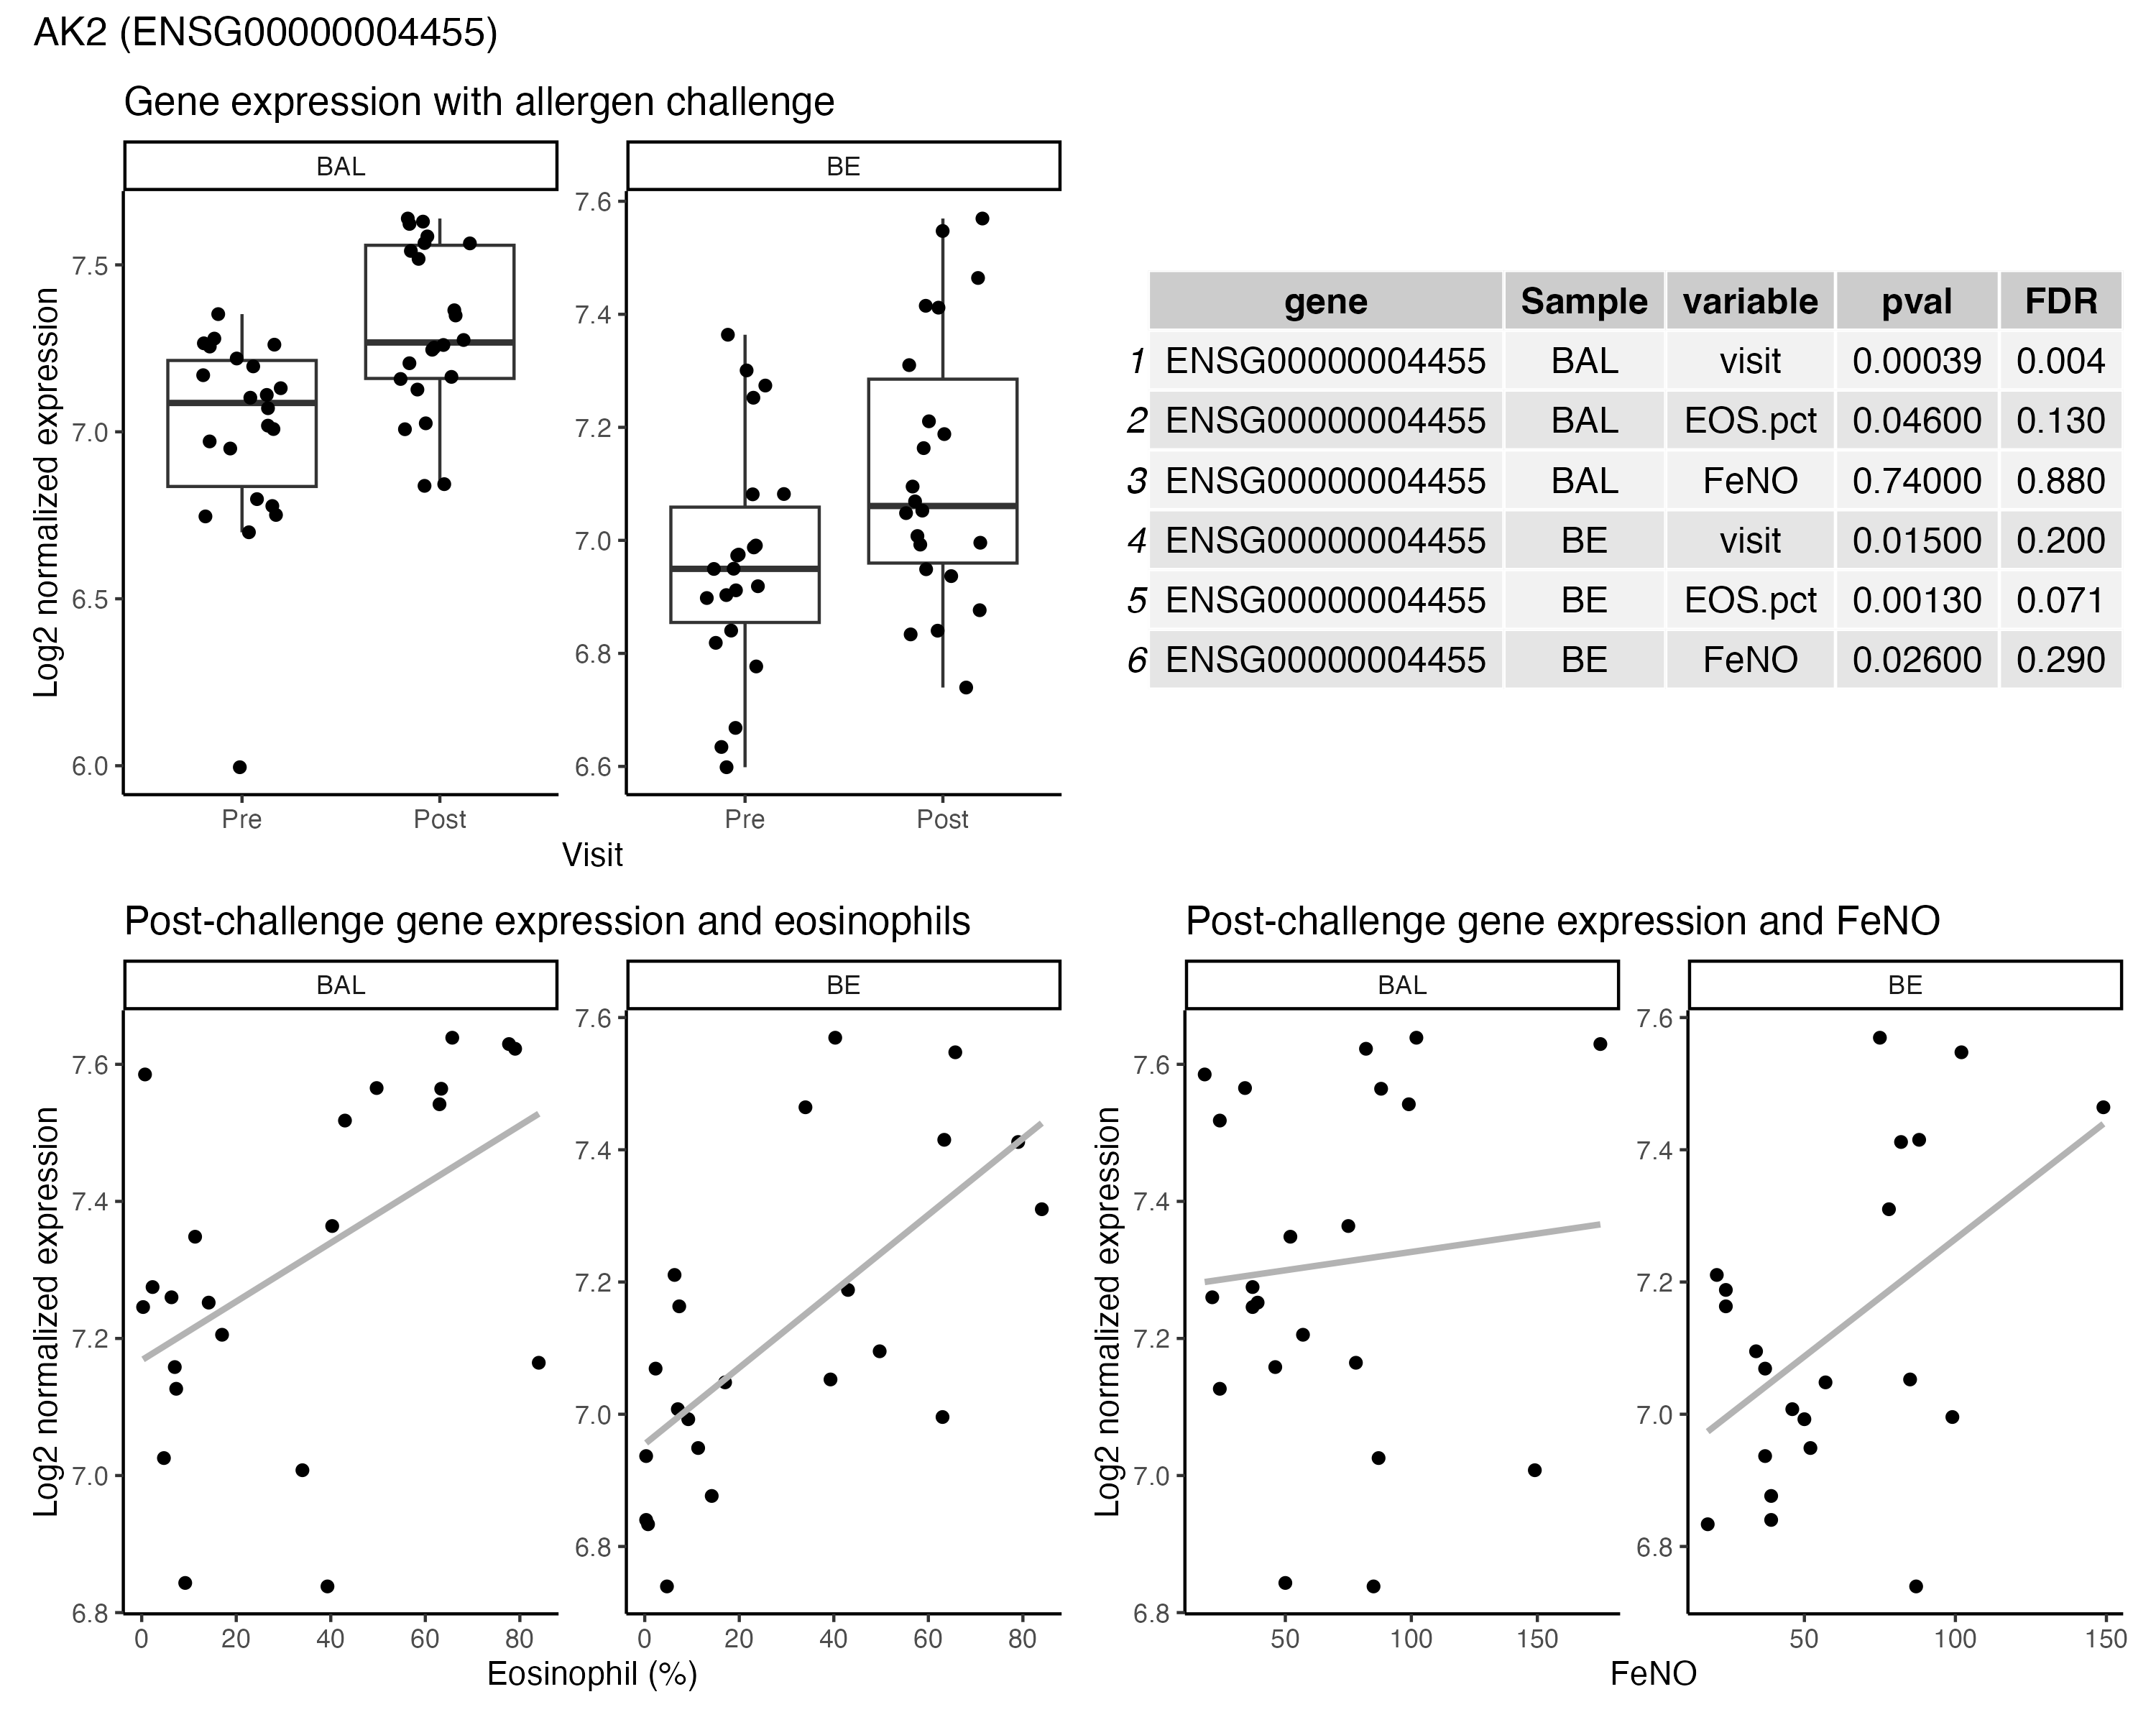 AK2 (ENSG00000004455)
Gene expression with allergen challenge
BAL
BE
Log2 normalized expression
7.5
7.0
6.5
6.0
7.6
7.4
7.2
7.0
6.8
6.6
Pre
Post
Pre
Post
Visit
gene Sample variable pval FDR
1 ENSG00000004455 BAL visit 0.00039 0.004
2 ENSG00000004455 BAL EOS.pct 0.04600 0.130
3 ENSG00000004455 BAL FeNO 0.74000 0.880
4 ENSG00000004455 BE visit 0.01500 0.200
5 ENSG00000004455 BE EOS.pct 0.00130 0.071
6 ENSG00000004455 BE FeNO 0.02600 0.290
Post-challenge gene expression and eosinophils
BAL
BE
Log2 normalized expression
7.6
7.4
7.2
7.0
6.8
7.6
7.4
7.2
7.0
6.8
0 20 40 60 80
0 20 40 60 80
Eosinophil (%)
Post-challenge gene expression and FeNO
BAL
BE
Log2 normalized expression
7.6
7.4
7.2
7.0
6.8
7.6
7.4
7.2
7.0
6.8
50 100 150
50 100 150
FeNO